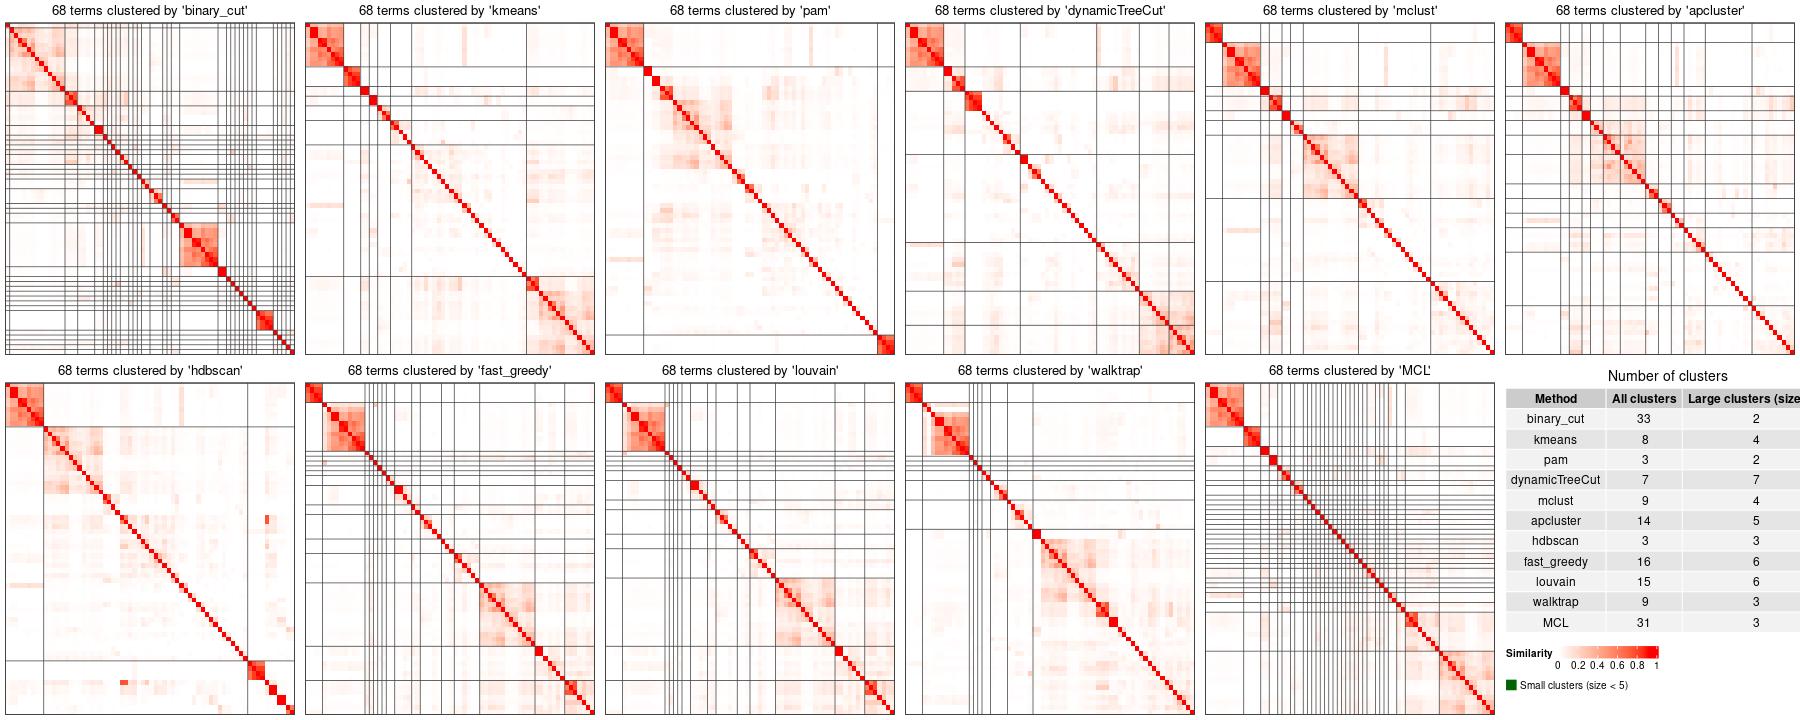 68 terms clustered by 'binary_cut'
68 terms clustered by 'kmeans'
68 terms clustered by 'pam'
68 terms clustered by 'dynamicTreeCut'
68 terms clustered by 'mclust'
68 terms clustered by 'apcluster'
68 terms clustered by 'hdbscan'
68 terms clustered by 'fast_greedy'
68 terms clustered by 'louvain'
68 terms clustered by 'walktrap'
68 terms clustered by 'MCL'
Number of clusters
Method All clusters Large clusters (size
binary_cut 33 2
kmeans 8 4
pam 3 2
dynamicTreeCut 7 7
mclust 9 4
apcluster 14 5
hdbscan 3 3
fast_greedy 16 6
louvain 15 6
walktrap 9 3
MCL 31 3
Similarity
0 0.2 0.4 0.6 0.8 1
Small clusters (size < 5)